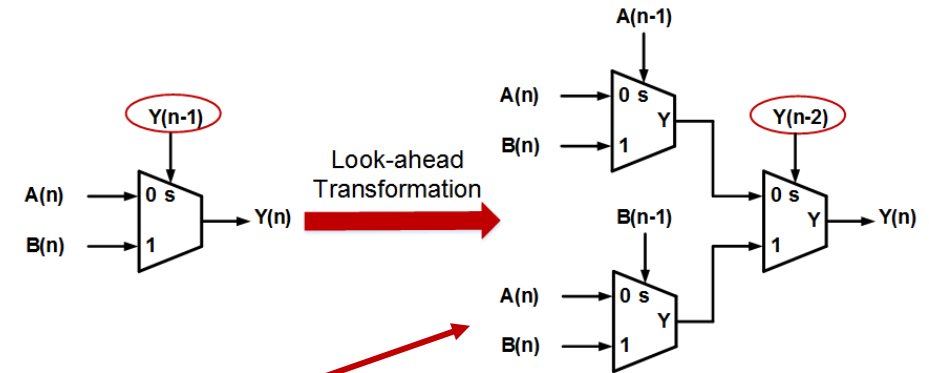 Y(n-1)
A(n)
0 s
B(n)
1
Y(n)
Look-ahead
Transformation
A(n-1)
A(n)
0 s
Y
B(n)
1
B(n-1)
A(n)
0 s
Y
B(n)
1
Y(n-2)
0 s
Y
1
Y(n)